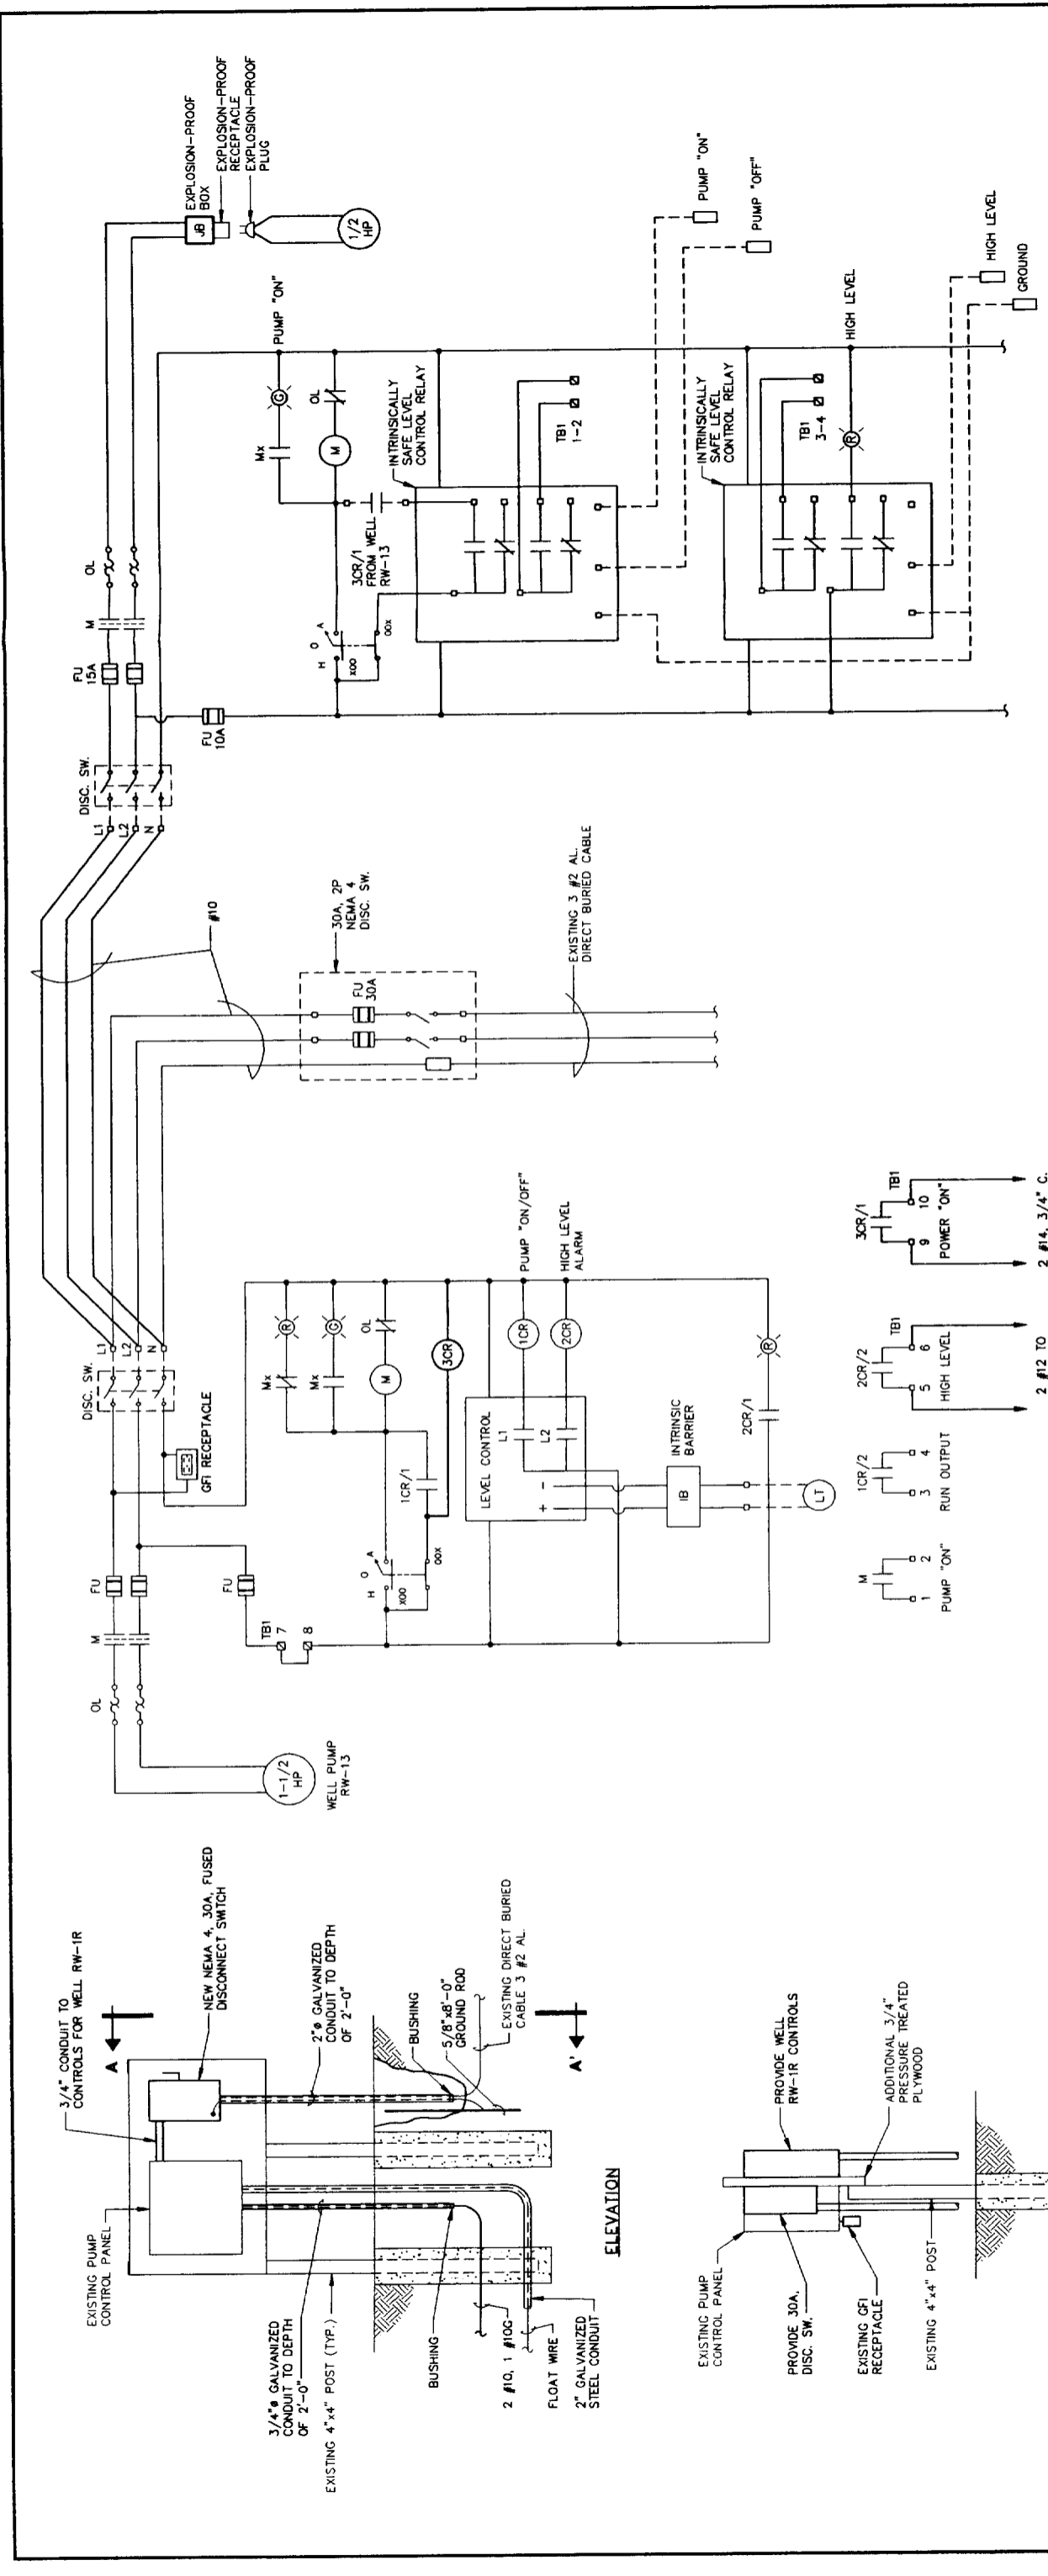 3/4" CONDUIT TO
CONTROLS FOR WELL RW-1R
EXISTING PUMP
CONTROL PANEL
A
NEW NEMA 4, 30A, FUSED
DISCONNECT SWITCH
3/4"ø GALVANIZED
CONDUIT TO DEPTH
OF 2'-0"
2"ø GALVANIZED
CONDUIT TO DEPTH
OF 2'-0"
EXISTING 4"x4" POST (TYP.)
BUSHING
BUSHING
5/8"x8'-0"
GROUND ROD
EXISTING DIRECT BURIED
CABLE 3 #2 AL.
2 #10, 1 #10G
FLOAT WIRE
2" GALVANIZED
STEEL CONDUIT
A'
ELEVATION
EXISTING PUMP
CONTROL PANEL
PROVIDE WELL
RW-1R CONTROLS
PROVIDE 30A.
DISC. SW.
EXISTING GFI
RECEPTACLE
ADDITIONAL 3/4"
PRESSURE TREATED
PLYWOOD
EXISTING 4"x4" POST
OL
M
FU
DISC. SW.
L1
L2
N
GFI RECEPTACLE
1-1/2
HP
WELL PUMP
RW-13
FU
TB1
7
8
Mx
R
Mx
G
H
O
A
XOO
OOX
M
OL
1CR/1
3CR
LEVEL CONTROL
L1
L2
+
-
1CR
PUMP "ON/OFF"
2CR
HIGH LEVEL
ALARM
IB
INTRINSIC
BARRIER
LT
2CR/1
R
M
1
2
PUMP "ON"
1CR/2
3
4
RUN OUTPUT
2CR/2
TB1
5
6
HIGH LEVEL
3CR/1
TB1
9
10
POWER "ON"
2 #12 TO
2 #14, 3/4" C.
#10
30A, 2P
NEMA 4
DISC. SW.
FU
30A
EXISTING 3 #2 AL.
DIRECT BURIED CABLE
DISC. SW.
L1
L2
N
FU
15A
M
OL
JB
EXPLOSION-PROOF
BOX
EXPLOSION-PROOF
RECEPTACLE
EXPLOSION-PROOF
PLUG
1/2
HP
FU
10A
Mx
G
PUMP "ON"
H
O
A
XOO
OOX
M
OL
3CR/1
FROM WELL
RW-13
INTRINSICALLY
SAFE LEVEL
CONTROL RELAY
TB1
1-2
PUMP "ON"
PUMP "OFF"
INTRINSICALLY
SAFE LEVEL
CONTROL RELAY
TB1
3-4
R
HIGH LEVEL
HIGH LEVEL
GROUND